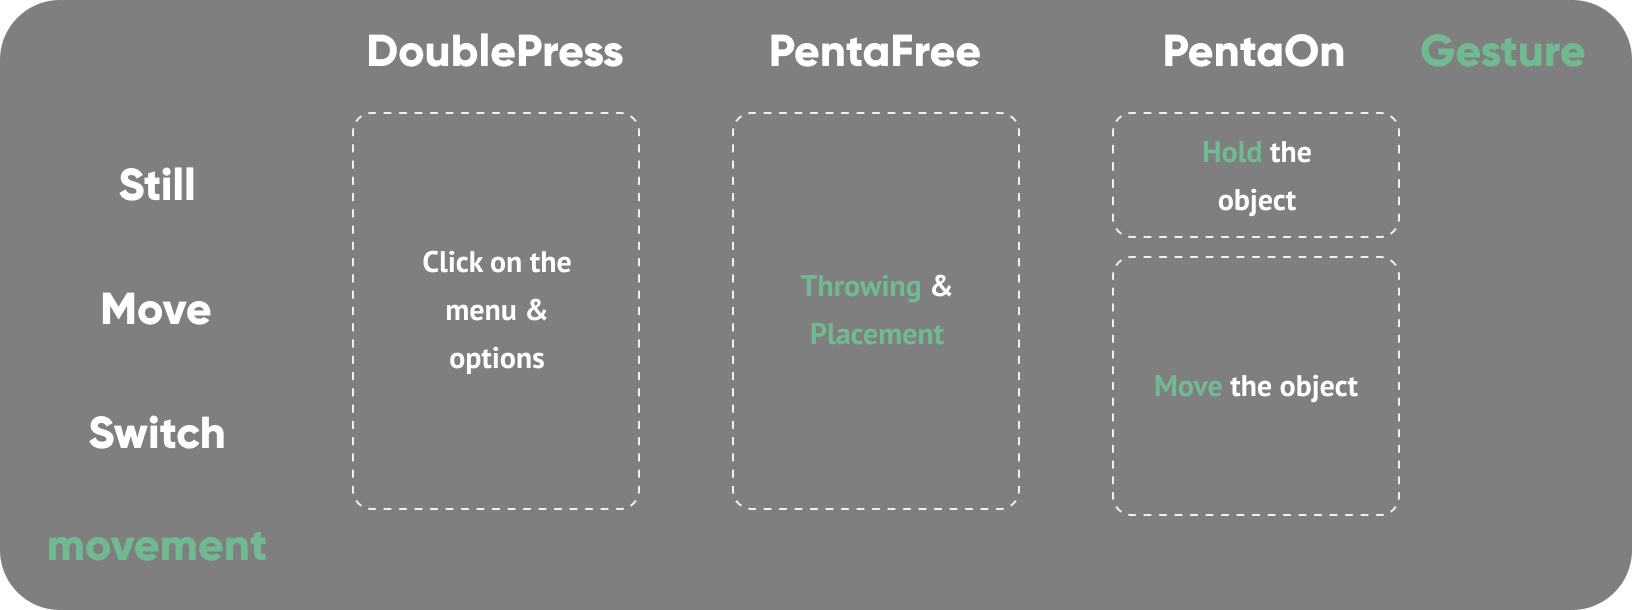 DoublePress PentaFree PentaOn Gesture
Still
Move
Switch
movement
Click on the
menu &
options
Throwing &
Placement
Hold the
object
Move the object